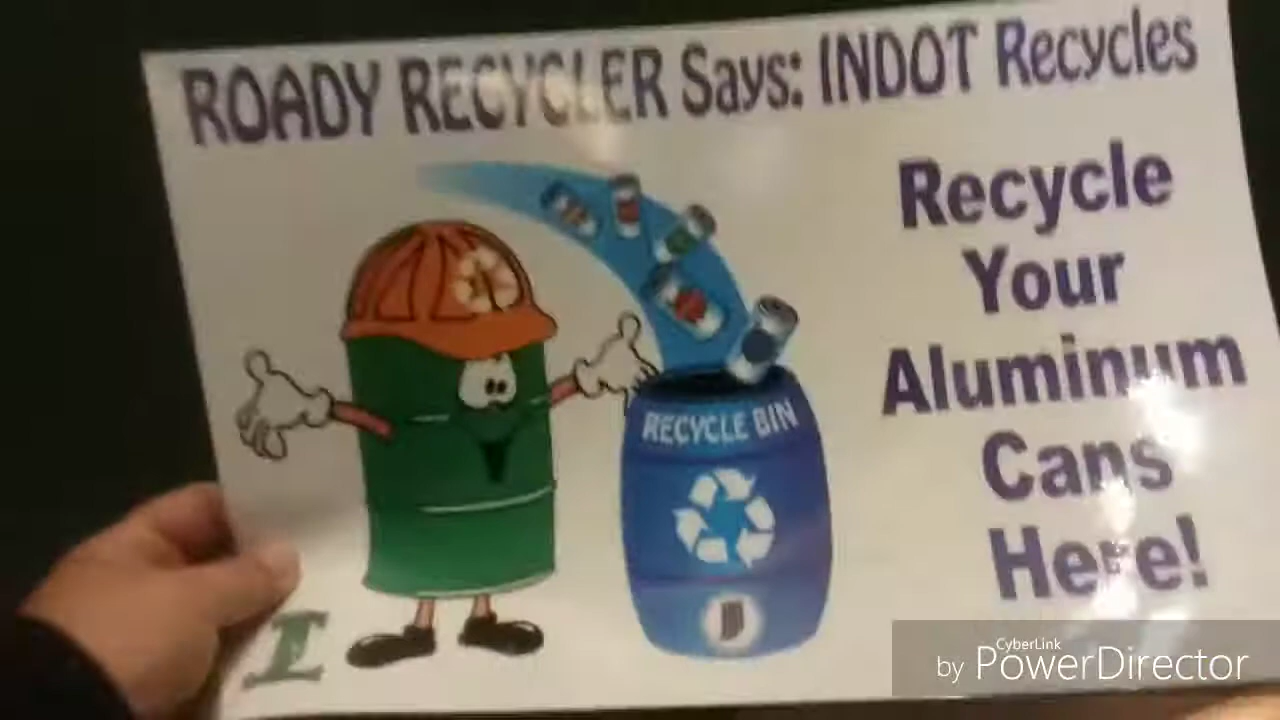 ROADY RECYCLER Says: INDOT Recycles
Recycle
Your
Aluminum
Cans
Here!
RECYCLE BIN
I
CyberLink
by PowerDirector